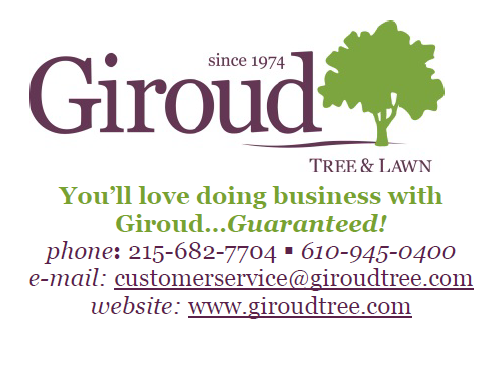 since 1974
Giroud
TREE & LAWN
You'll love doing business with
Giroud...Guaranteed!
phone: 215-682-7704 ▪ 610-945-0400
e-mail: customerservice@giroudtree.com
website: www.giroudtree.com